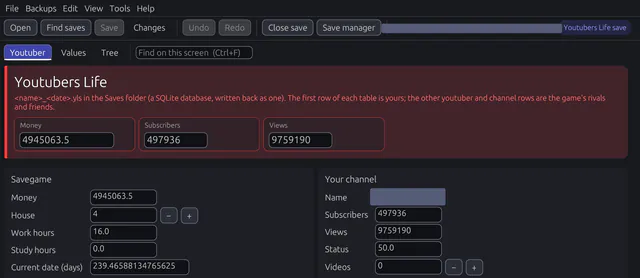 File Backups Edit View Tools Help
Open Find saves Save Changes Undo Redo Close save Save manager Youtubers Life save
Youtuber Values Tree Find on this screen (Ctrl+F)
Youtubers Life
<name>_<date>.yls in the Saves folder (a SQLite database, written back as one). The first row of each table is yours; the other youtuber and channel rows are the game's rivals
and friends.
Money Subscribers Views
4945063.5 497936 9759190
Savegame
Money 4945063.5
House 4 − +
Work hours 16.0
Study hours 0.0
Current date (days) 239.46588134765625
Your channel
Name
Subscribers 497936
Views 9759190
Status 50.0
Videos 0 − +